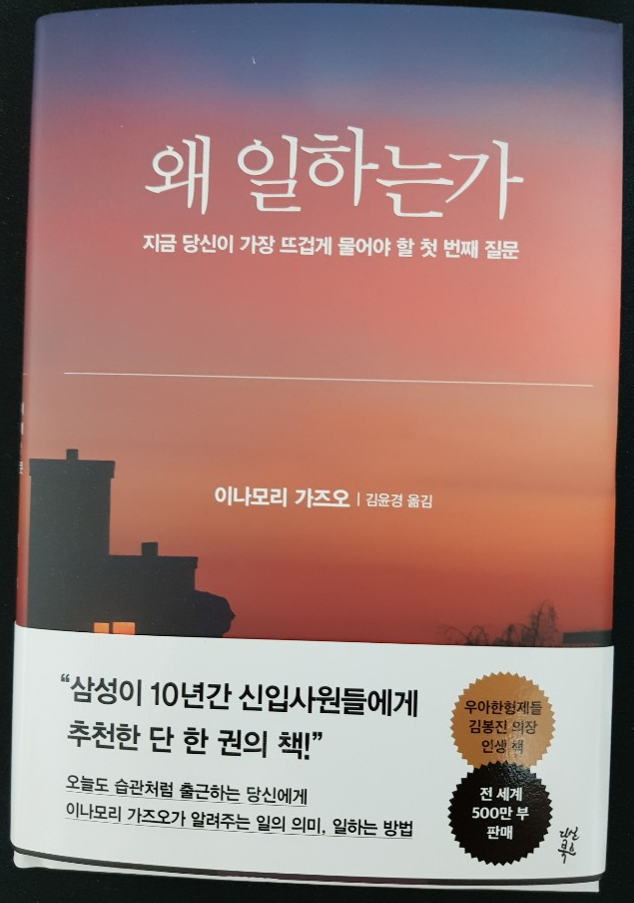 왜 일하는가
지금 당신이 가장 뜨겁게 물어야 할 첫 번째 질문
이나모리 가즈오 | 김윤경 옮김
“삼성이 10년간 신입사원들에게
추천한 단 한 권의 책!”
오늘도 습관처럼 출근하는 당신에게
이나모리 가즈오가 알려주는 일의 의미, 일하는 방법
우아한형제들
김봉진 의장
인생 책
전 세계
500만 부
판매
다산
북스